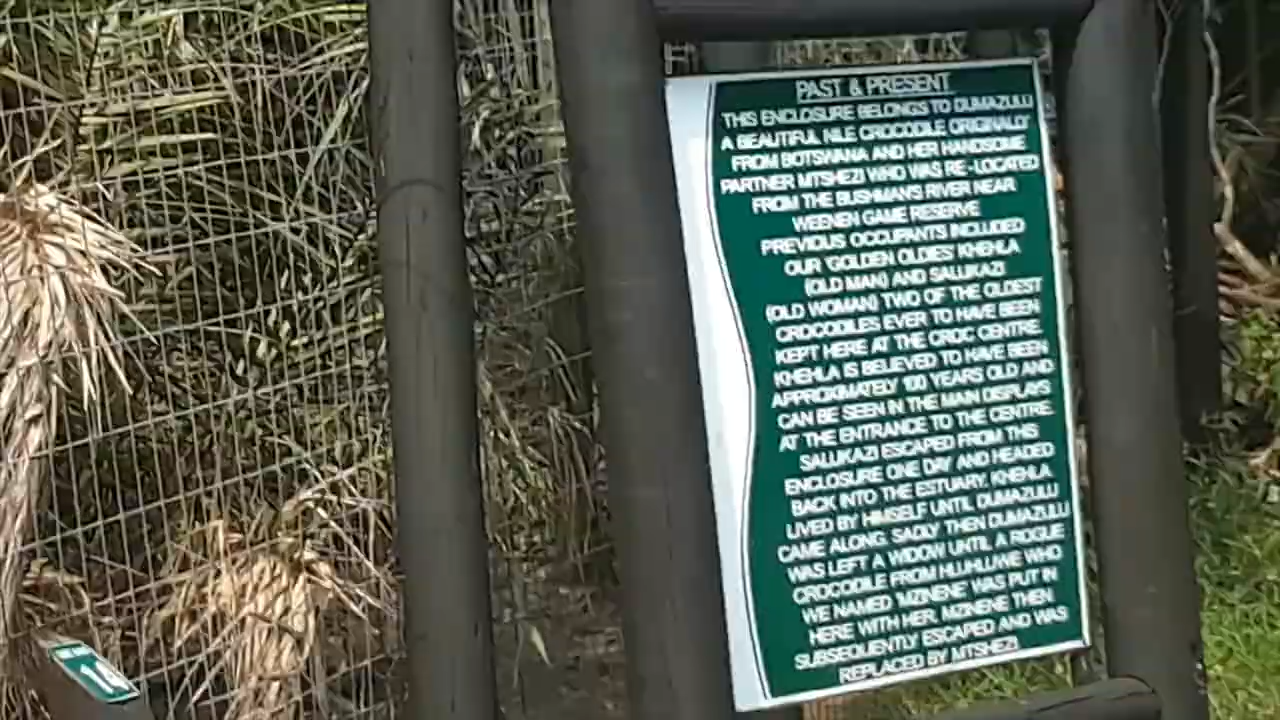 PAST & PRESENT
THIS ENCLOSURE BELONGS TO DUMAZULU
A BEAUTIFUL NILE CROCODILE ORIGINALLY
FROM BOTSWANA AND HER HANDSOME
PARTNER MTSHEZI WHO WAS RE-LOCATED
FROM THE BUSHMAN'S RIVER NEAR
WEENEN GAME RESERVE
PREVIOUS OCCUPANTS INCLUDED
OUR 'GOLDEN OLDIES' KHEHLA
(OLD MAN) AND SALUKAZI
(OLD WOMAN) TWO OF THE OLDEST
CROCODILES EVER TO HAVE BEEN
KEPT HERE AT THE CROC CENTRE.
KHEHLA IS BELIEVED TO HAVE BEEN
APPROXIMATELY 100 YEARS OLD AND
CAN BE SEEN IN THE MAIN DISPLAYS
AT THE ENTRANCE TO THE CENTRE.
SALUKAZI ESCAPED FROM THIS
ENCLOSURE ONE DAY AND HEADED
BACK INTO THE ESTUARY. KHEHLA
LIVED BY HIMSELF UNTIL DUMAZULU
CAME ALONG. SADLY THEN DUMAZULU
WAS LEFT A WIDOW UNTIL A ROGUE
CROCODILE FROM HLUHLUWE WHO
WE NAMED 'MZINENE' WAS PUT IN
HERE WITH HER. MZINENE THEN
SUBSEQUENTLY ESCAPED AND WAS
REPLACED BY MTSHEZI